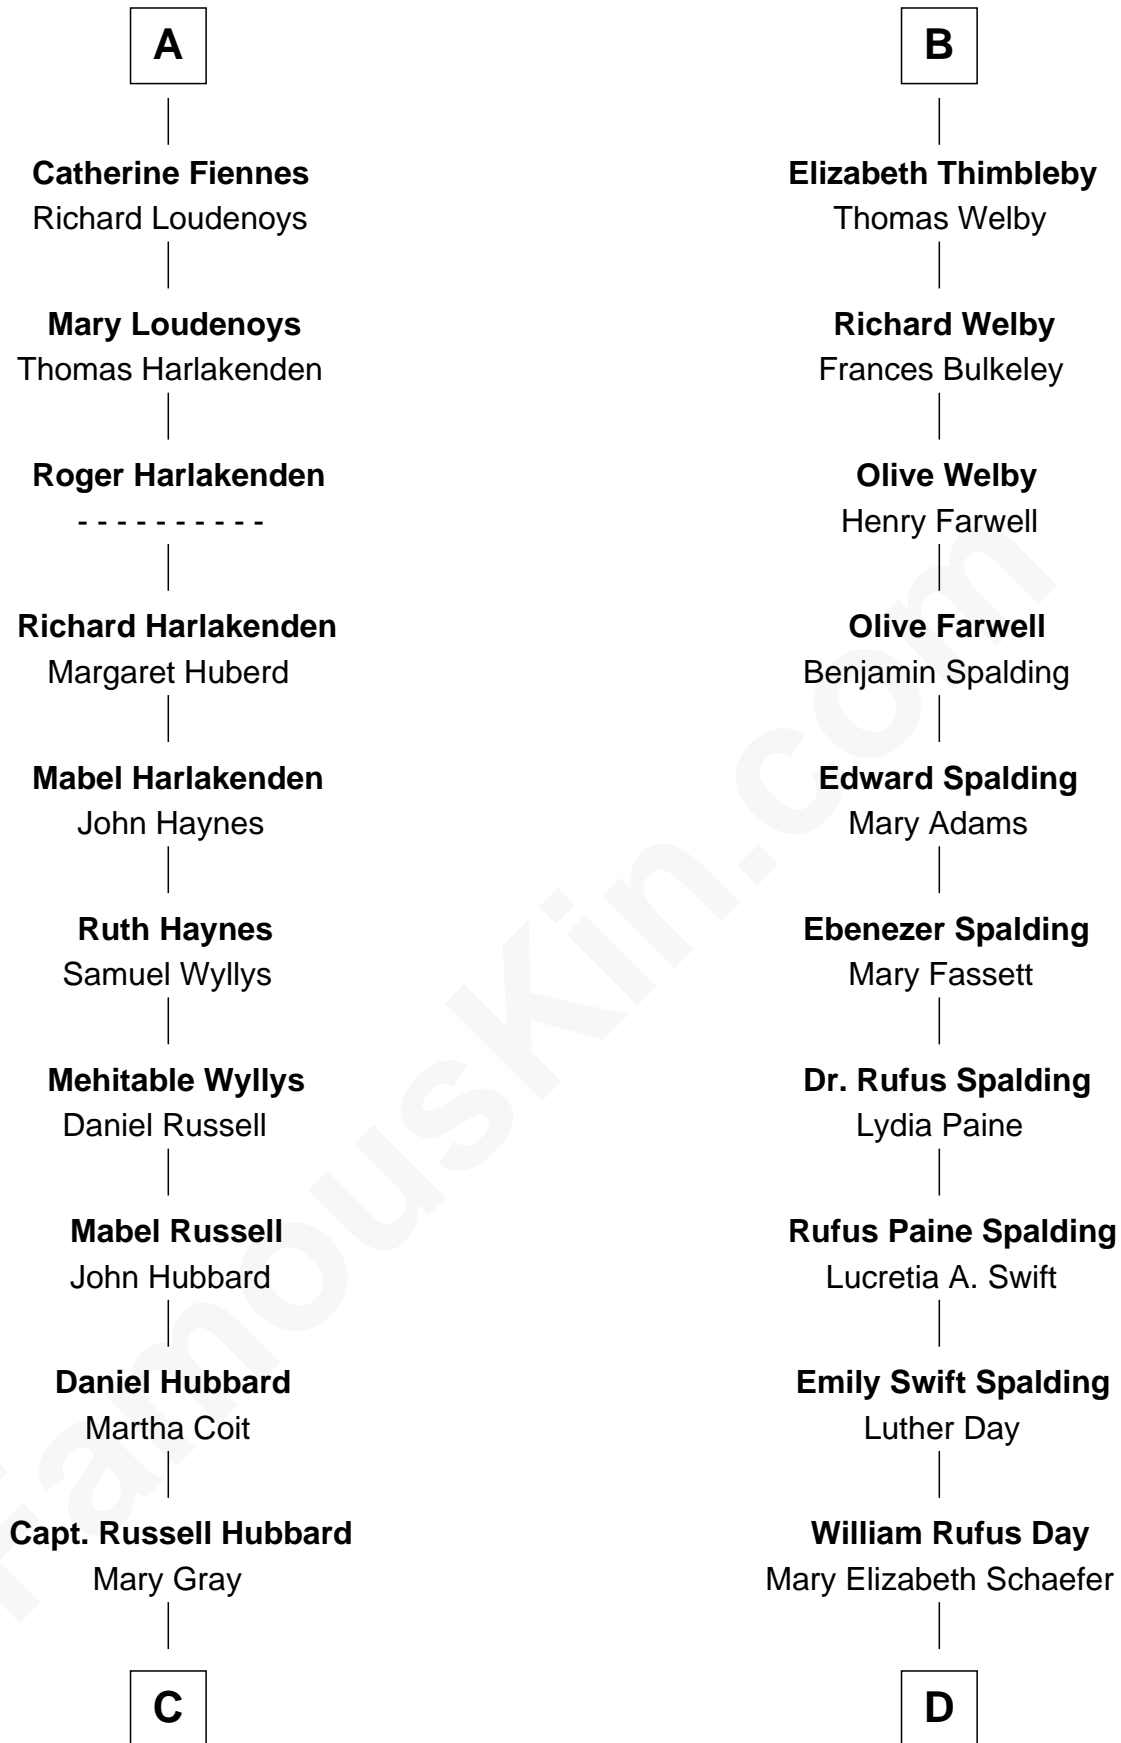 A
Catherine Fiennes
Richard Loudenoys
Mary Loudenoys
Thomas Harlakenden
Roger Harlakenden
- - - - - - - - - -
Richard Harlakenden
Margaret Huberd
Mabel Harlakenden
John Haynes
Ruth Haynes
Samuel Wyllys
Mehitable Wyllys
Daniel Russell
Mabel Russell
John Hubbard
Daniel Hubbard
Martha Coit
Capt. Russell Hubbard
Mary Gray
C
B
Elizabeth Thimbleby
Thomas Welby
Richard Welby
Frances Bulkeley
Olive Welby
Henry Farwell
Olive Farwell
Benjamin Spalding
Edward Spalding
Mary Adams
Ebenezer Spalding
Mary Fassett
Dr. Rufus Spalding
Lydia Paine
Rufus Paine Spalding
Lucretia A. Swift
Emily Swift Spalding
Luther Day
William Rufus Day
Mary Elizabeth Schaefer
D
FamousKin.com